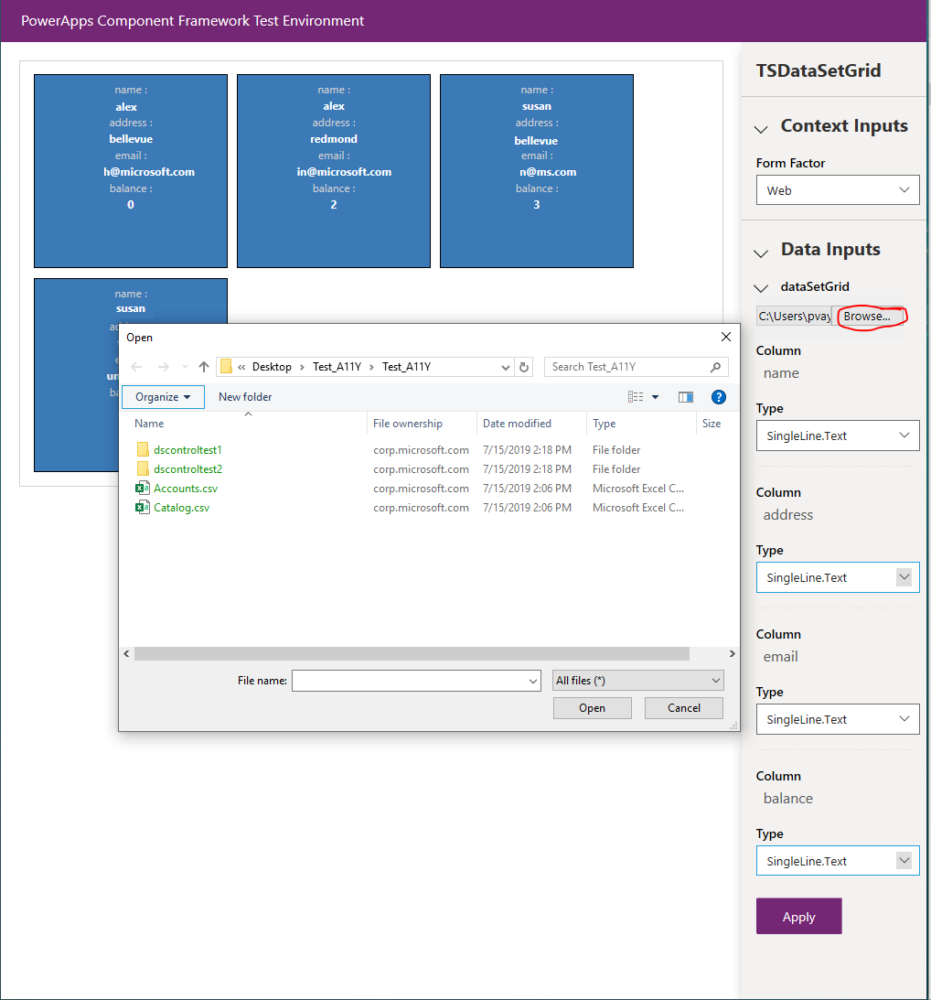 PowerApps Component Framework Test Environment
name :
alex
address :
bellevue
email :
h@microsoft.com
balance :
0
name :
alex
address :
redmond
email :
in@microsoft.com
balance :
2
name :
susan
address :
bellevue
email :
n@ms.com
balance :
3
name :
susan
Open
« Desktop > Test_A11Y > Test_A11Y
Search Test_A11Y
Organize
New folder
Name File ownership Date modified Type Size
dscontroltest1 corp.microsoft.com 7/15/2019 2:18 PM File folder
dscontroltest2 corp.microsoft.com 7/15/2019 2:18 PM File folder
Accounts.csv corp.microsoft.com 7/15/2019 2:06 PM Microsoft Excel C...
Catalog.csv corp.microsoft.com 7/15/2019 2:06 PM Microsoft Excel C...
File name:
All files (*)
Open
Cancel
TSDataSetGrid
Context Inputs
Form Factor
Web
Data Inputs
dataSetGrid
C:\Users\pvay
Browse...
Column
name
Type
SingleLine.Text
Column
address
Type
SingleLine.Text
Column
email
Type
SingleLine.Text
Column
balance
Type
SingleLine.Text
Apply